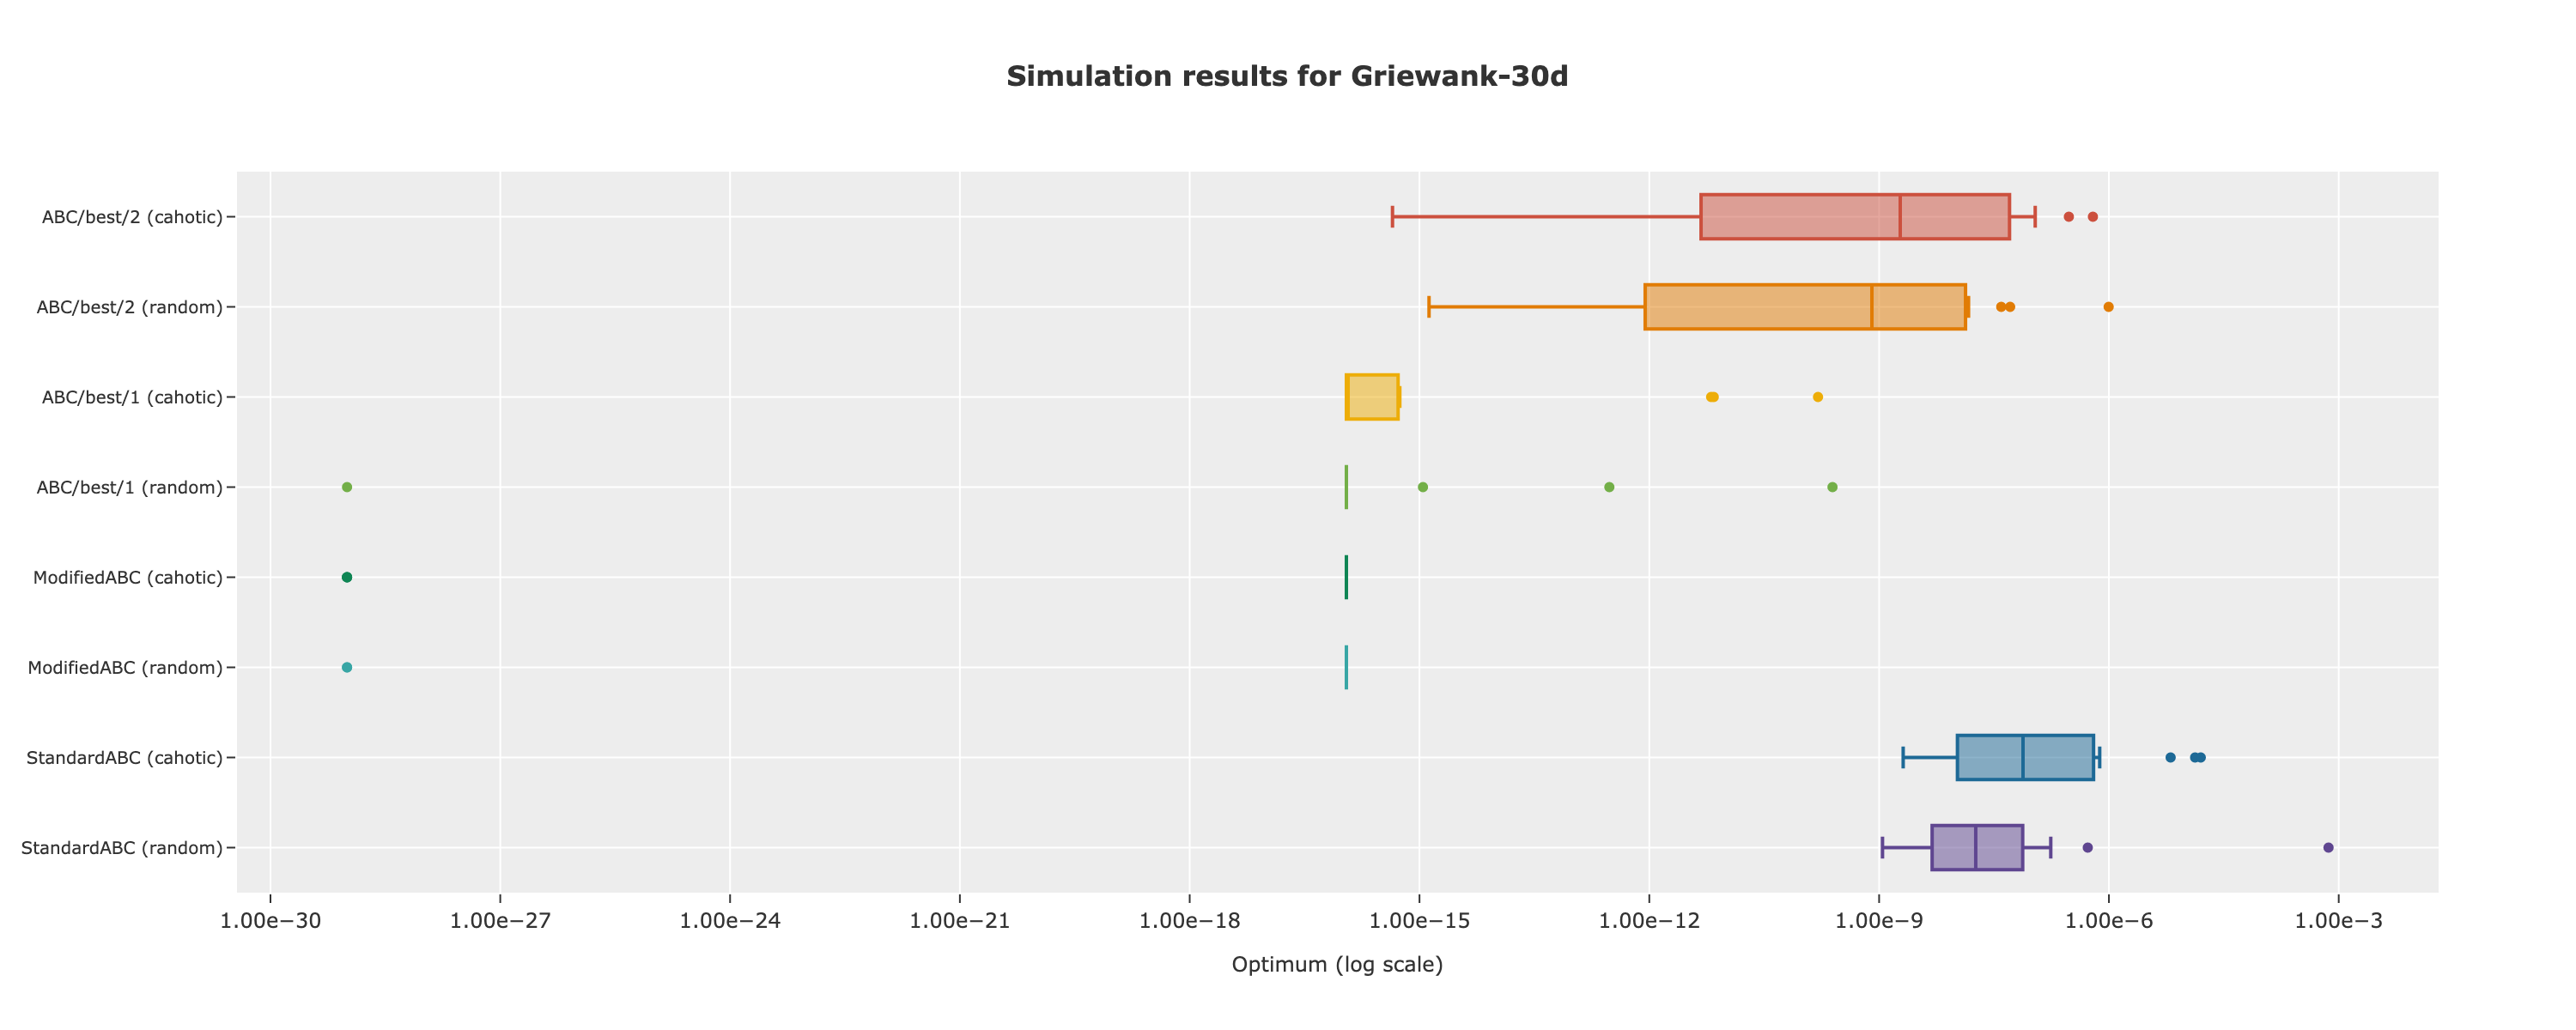 Simulation results for Griewank-30d
ABC/best/2 (cahotic)
ABC/best/2 (random)
ABC/best/1 (cahotic)
ABC/best/1 (random)
ModifiedABC (cahotic)
ModifiedABC (random)
StandardABC (cahotic)
StandardABC (random)
1.00e−30 1.00e−27 1.00e−24 1.00e−21 1.00e−18 1.00e−15 1.00e−12 1.00e−9 1.00e−6 1.00e−3
Optimum (log scale)